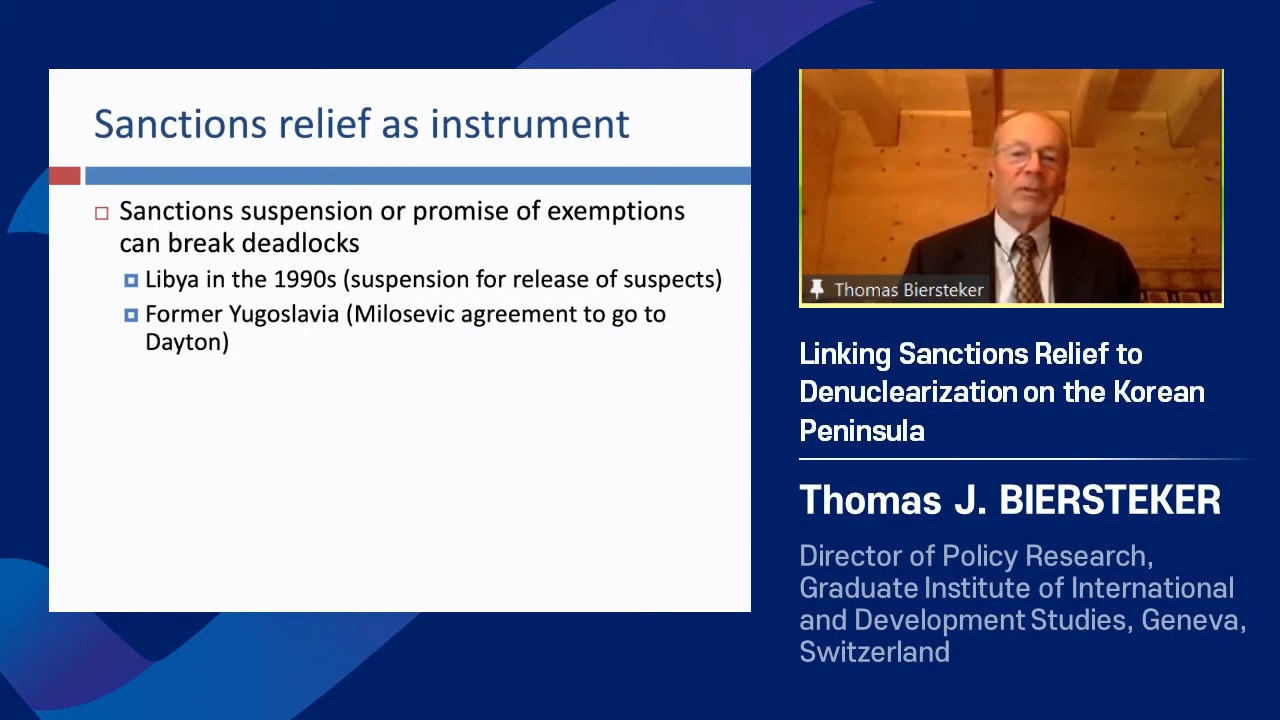 Sanctions relief as instrument
Sanctions suspension or promise of exemptions
can break deadlocks
Libya in the 1990s (suspension for release of suspects)
Former Yugoslavia (Milosevic agreement to go to
Dayton)
Thomas Biersteker
Linking Sanctions Relief to
Denuclearization on the Korean
Peninsula
Thomas J. BIERSTEKER
Director of Policy Research,
Graduate Institute of International
and Development Studies, Geneva,
Switzerland